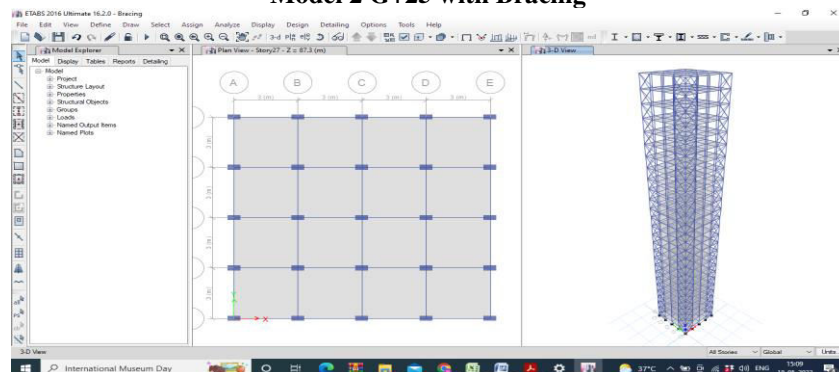 Model 2 G+25 with Bracing
ETABS 2016 Ultimate 16.2.0 - Bracing
File Edit View Define Draw Select Assign Analyze Display Design Detailing Options Tools Help
Model Explorer
Plan View - Story27 - Z = 87.3 (m)
3-D View
Model Display Tables Reports Detailing
Model
Project
Structure Layout
Properties
Structural Objects
Groups
Loads
Named Output Items
Named Plots
A B C D E
3 (m) 3 (m) 3 (m) 3 (m)
3 (m)
3 (m)
3 (m)
3 (m)
Y
X
3-D View
All Stories Global Units
International Museum Day
37°C ENG 15:09